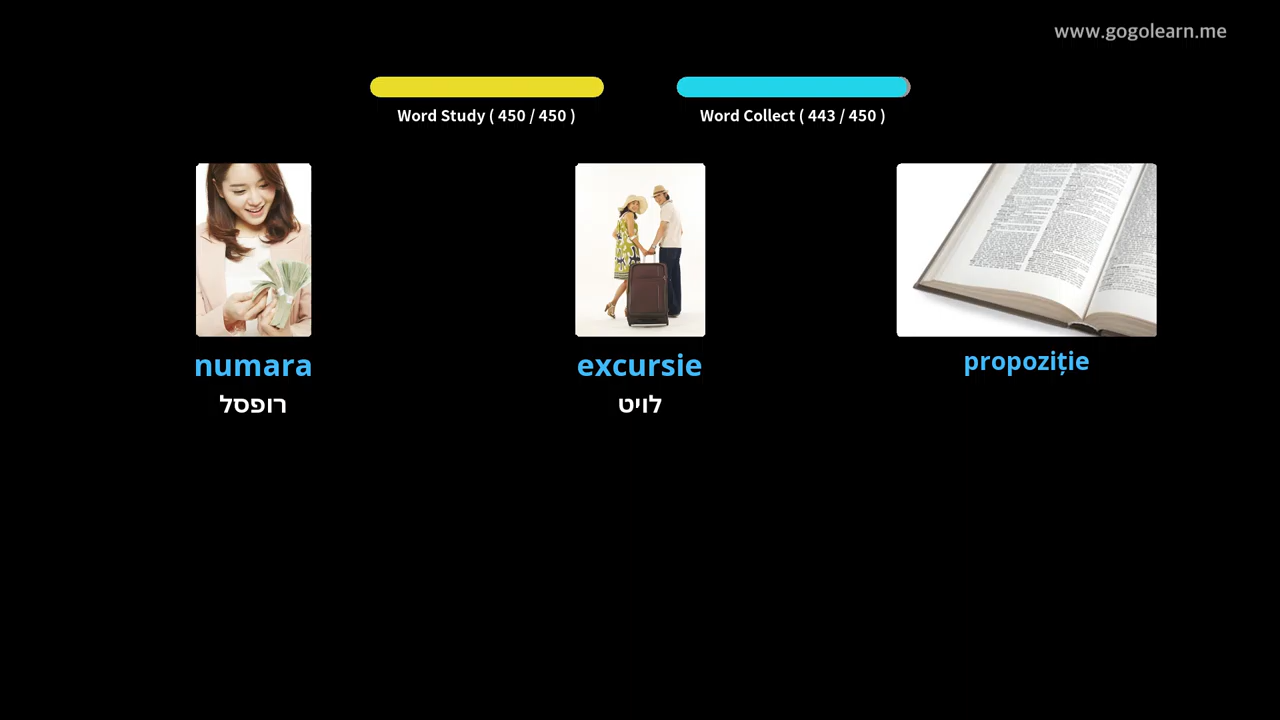 www.gogolearn.me
Word Study ( 450 / 450 )
Word Collect ( 443 / 450 )
numara
רופסל
excursie
לויט
propoziție